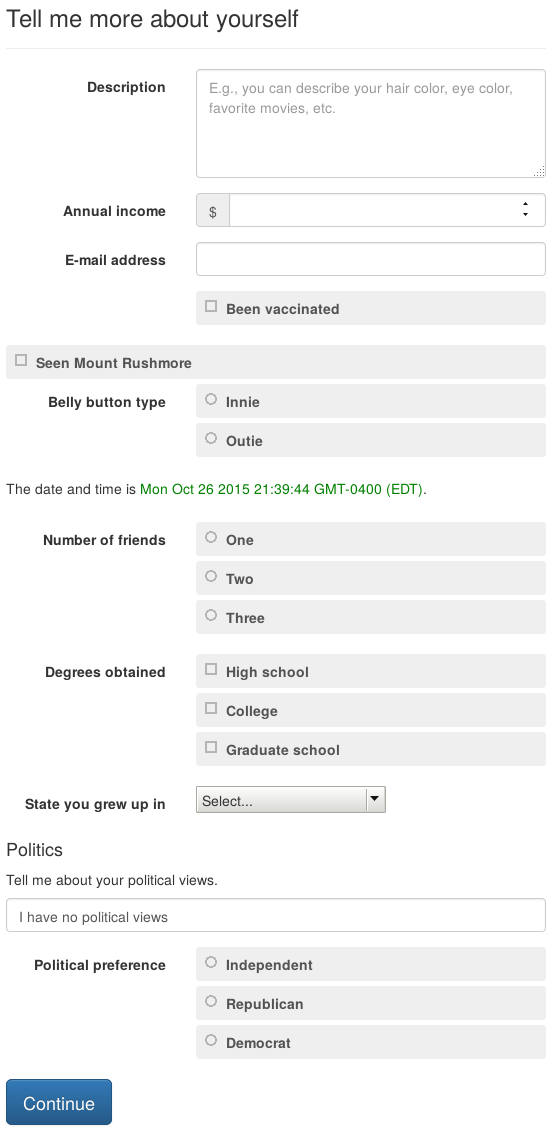 Tell me more about yourself
Description
E.g., you can describe your hair color, eye color,
favorite movies, etc.
Annual income
$
E-mail address
Been vaccinated
Seen Mount Rushmore
Belly button type
Innie
Outie
The date and time is Mon Oct 26 2015 21:39:44 GMT-0400 (EDT).
Number of friends
One
Two
Three
Degrees obtained
High school
College
Graduate school
State you grew up in
Select...
Politics
Tell me about your political views.
I have no political views
Political preference
Independent
Republican
Democrat
Continue